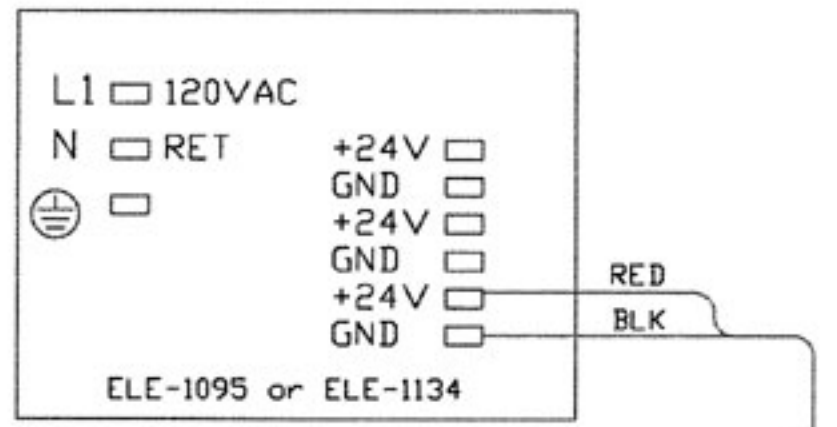 L1 120VAC
N RET
+24V
GND
+24V
GND
+24V
GND
RED
BLK
ELE-1095 or ELE-1134